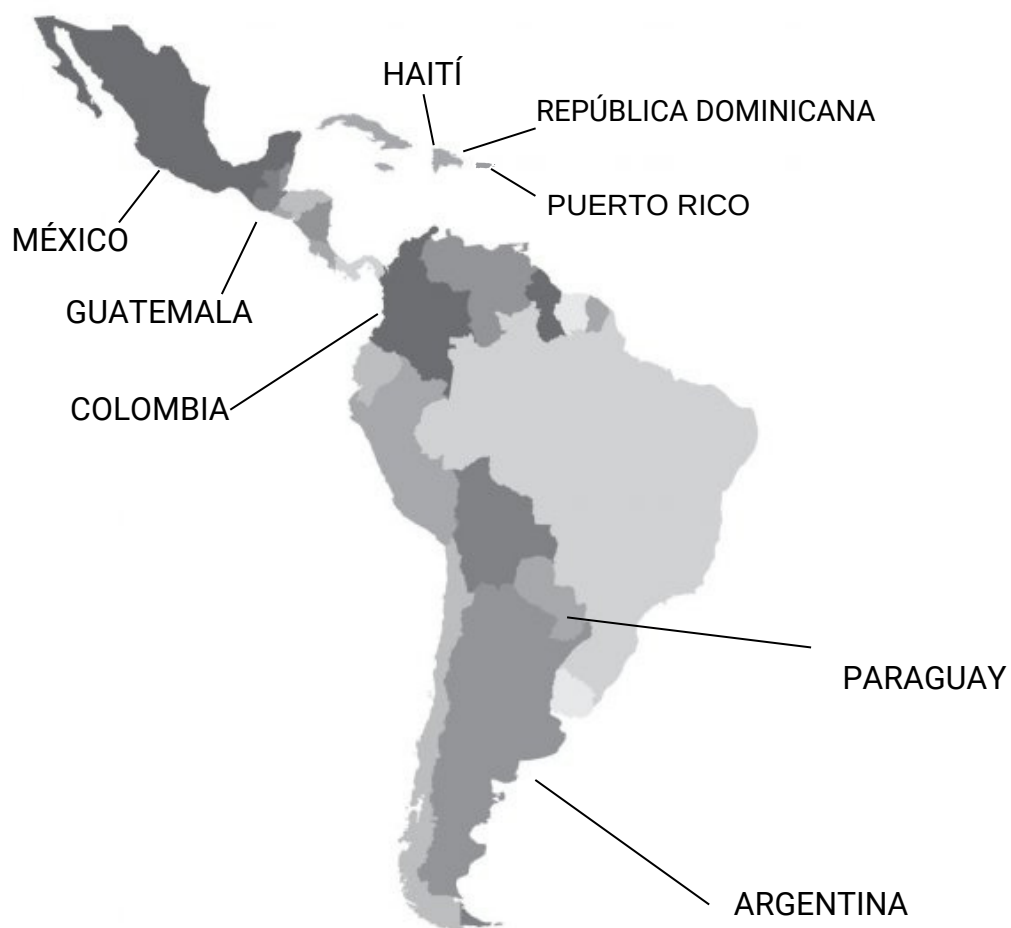 HAITÍ
REPÚBLICA DOMINICANA
PUERTO RICO
MÉXICO
GUATEMALA
COLOMBIA
PARAGUAY
ARGENTINA